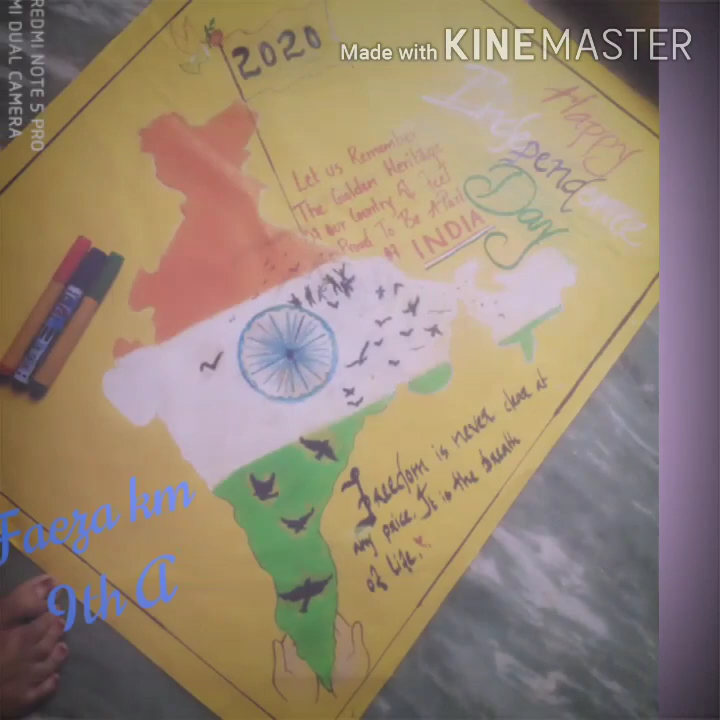 REDMI NOTE 5 PRO
MI DUAL CAMERA
Made with KINEMASTER
2020
Happy
Independence
Day
Let us Remember
The Golden Heritage
Our Country & feel
Proud To Be A Part
Of INDIA
Freedom is never dear at
any price. Is is the breath
of life.
Faeza km
9th A